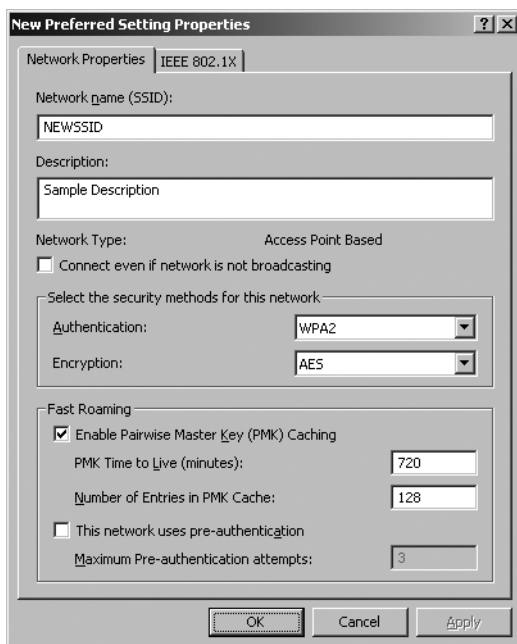 New Preferred Setting Properties ? X
Network Properties IEEE 802.1X
Network name (SSID):
NEWSSID
Description:
Sample Description
Network Type: Access Point Based
Connect even if network is not broadcasting
Select the security methods for this network
Authentication: WPA2
Encryption: AES
Fast Roaming
Enable Pairwise Master Key (PMK) Caching
PMK Time to Live (minutes): 720
Number of Entries in PMK Cache: 128
This network uses pre-authentication
Maximum Pre-authentication attempts: 3
OK Cancel Apply